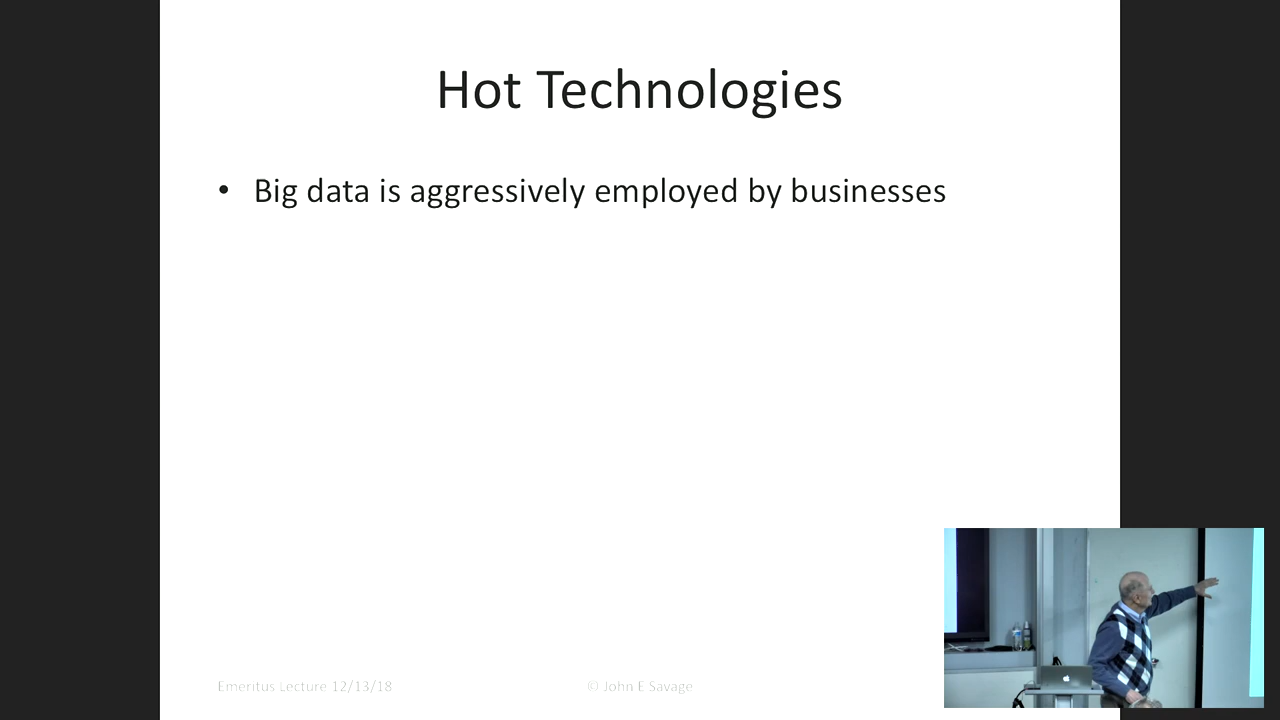 Hot Technologies
• Big data is aggressively employed by businesses
Emeritus Lecture 12/13/18
© John E Savage